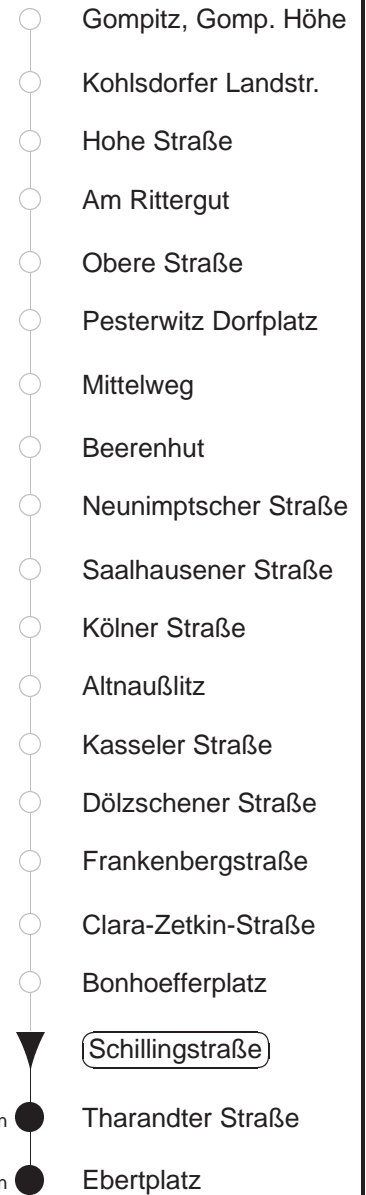 Gompitz, Gomp. Höhe
Kohlsdorfer Landstr.
Hohe Straße
Am Rittergut
Obere Straße
Pesterwitz Dorfplatz
Mittelweg
Beerenhut
Neunimptscher Straße
Saalhausener Straße
Kölner Straße
Altnaußlitz
Kasseler Straße
Dölzschener Straße
Frankenbergstraße
Clara-Zetkin-Straße
Bonhoefferplatz
Schillingstraße
Tharandter Straße
Ebertplatz